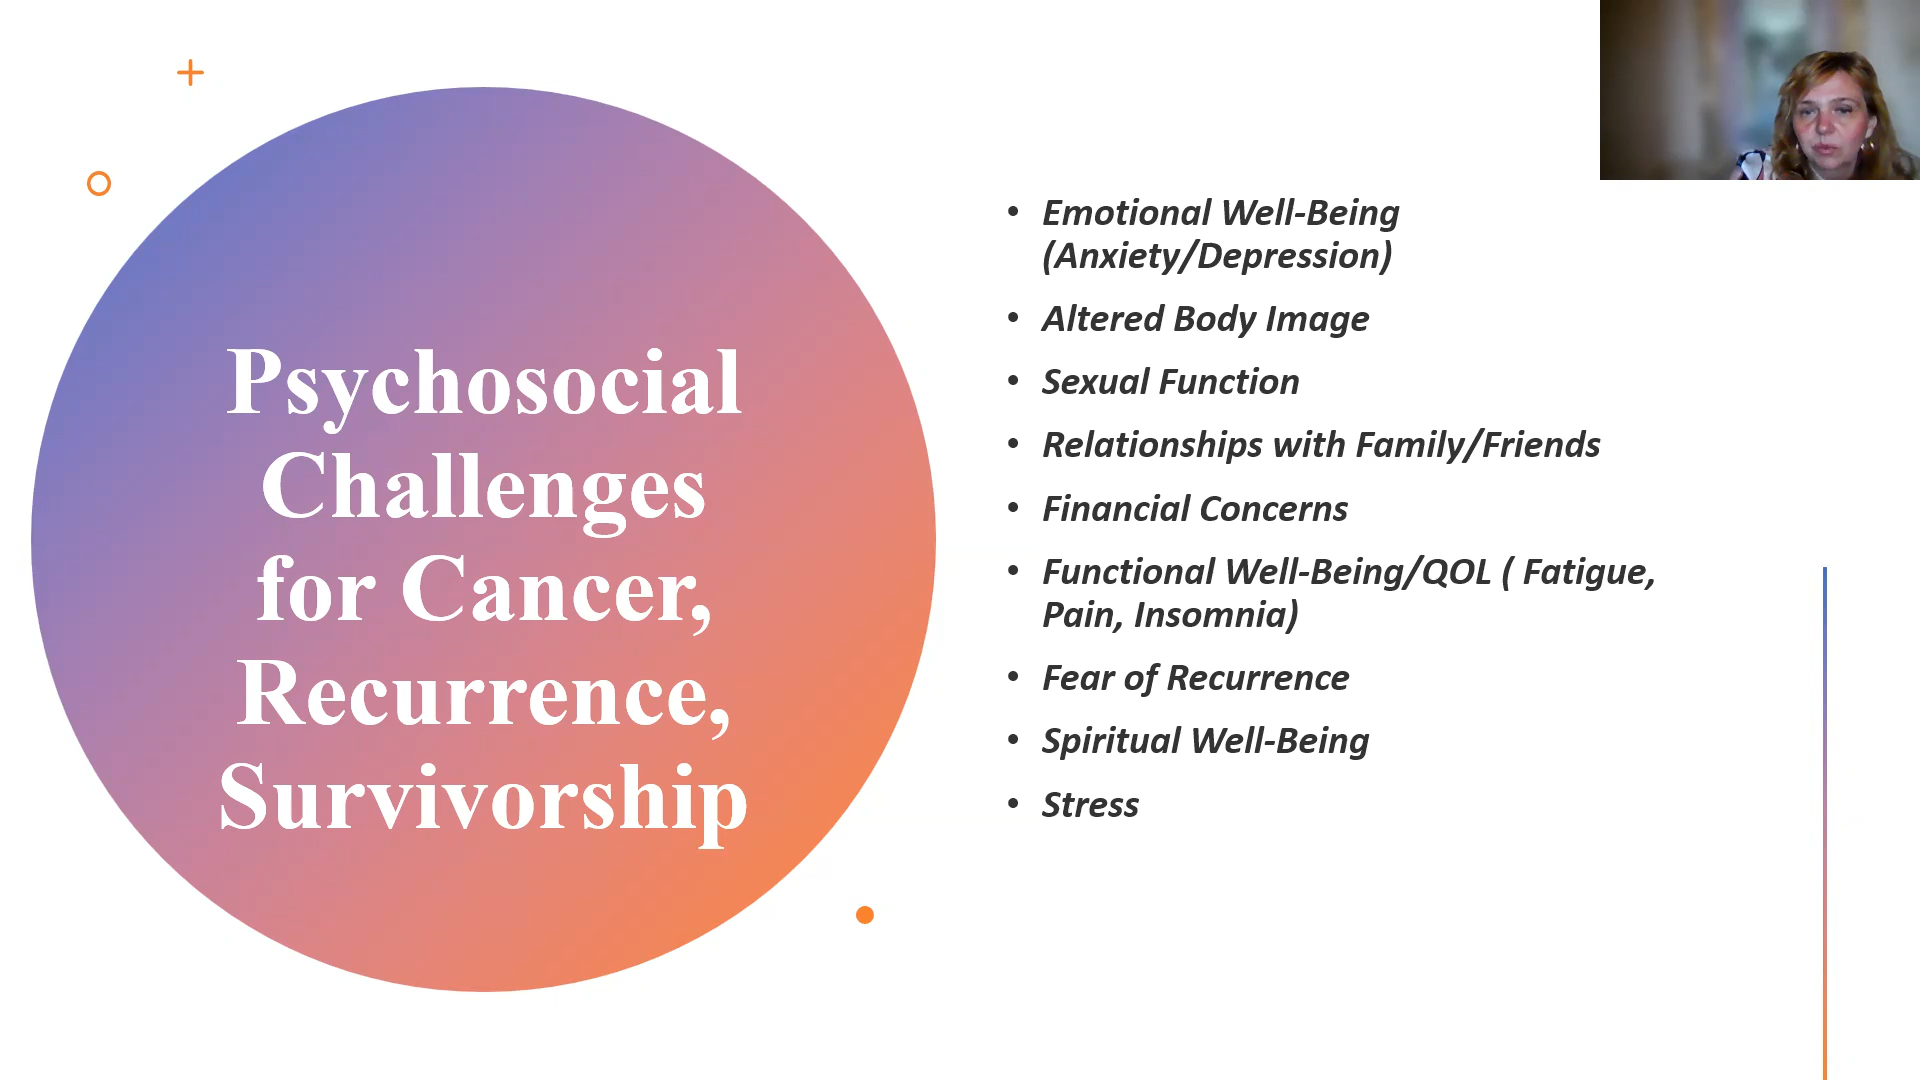 Psychosocial
Challenges
for Cancer,
Recurrence,
Survivorship
• Emotional Well-Being
(Anxiety/Depression)
• Altered Body Image
• Sexual Function
• Relationships with Family/Friends
• Financial Concerns
• Functional Well-Being/QOL ( Fatigue,
Pain, Insomnia)
• Fear of Recurrence
• Spiritual Well-Being
• Stress